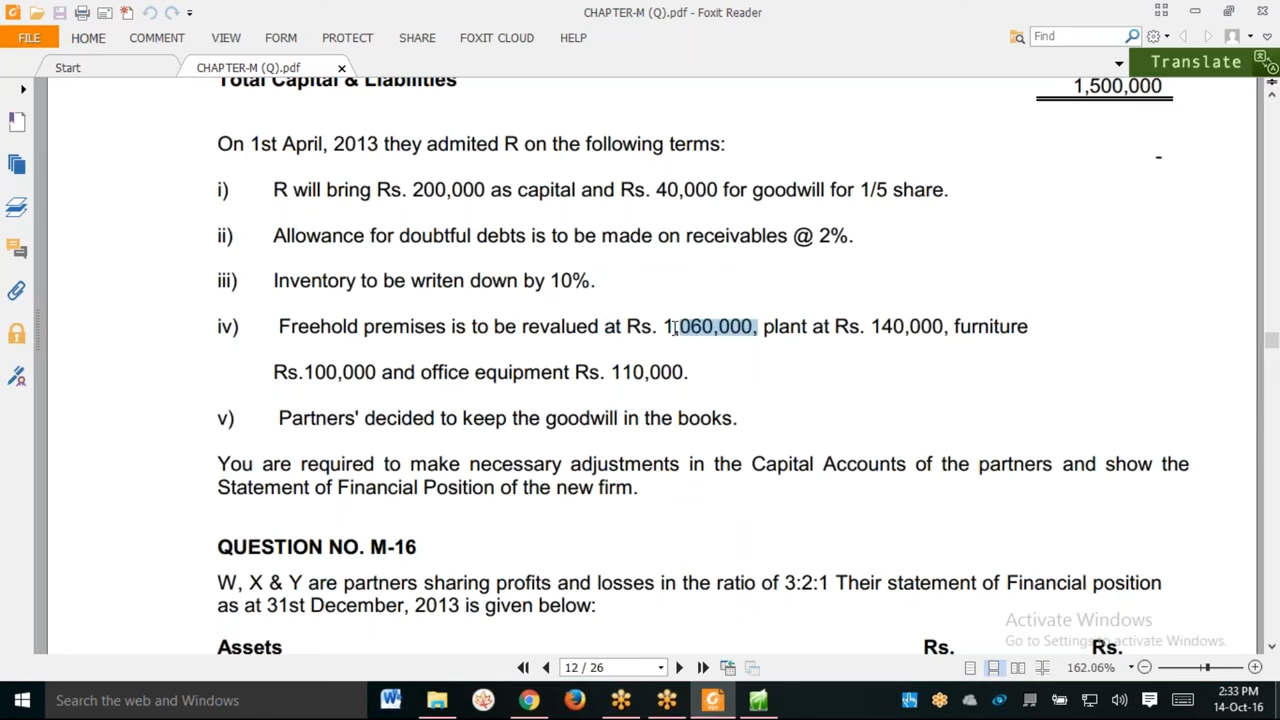 CHAPTER-M (Q).pdf - Foxit Reader
FILE HOME COMMENT VIEW FORM PROTECT SHARE FOXIT CLOUD HELP Find
Start CHAPTER-M (Q).pdf Translate
Total Capital & Liabilities 1,500,000
On 1st April, 2013 they admitted R on the following terms:
i) R will bring Rs. 200,000 as capital and Rs. 40,000 for goodwill for 1/5 share.
ii) Allowance for doubtful debts is to be made on receivables @ 2%.
iii) Inventory to be writen down by 10%.
iv) Freehold premises is to be revalued at Rs. 1,060,000, plant at Rs. 140,000, furniture
Rs.100,000 and office equipment Rs. 110,000.
v) Partners' decided to keep the goodwill in the books.
You are required to make necessary adjustments in the Capital Accounts of the partners and show the
Statement of Financial Position of the new firm.
QUESTION NO. M-16
W, X & Y are partners sharing profits and losses in the ratio of 3:2:1 Their statement of Financial position
as at 31st December, 2013 is given below:
Assets Rs. Rs.
Activate Windows
Go to Settings to activate Windows.
12 / 26 162.06%
Search the web and Windows 2:33 PM
14-Oct-16